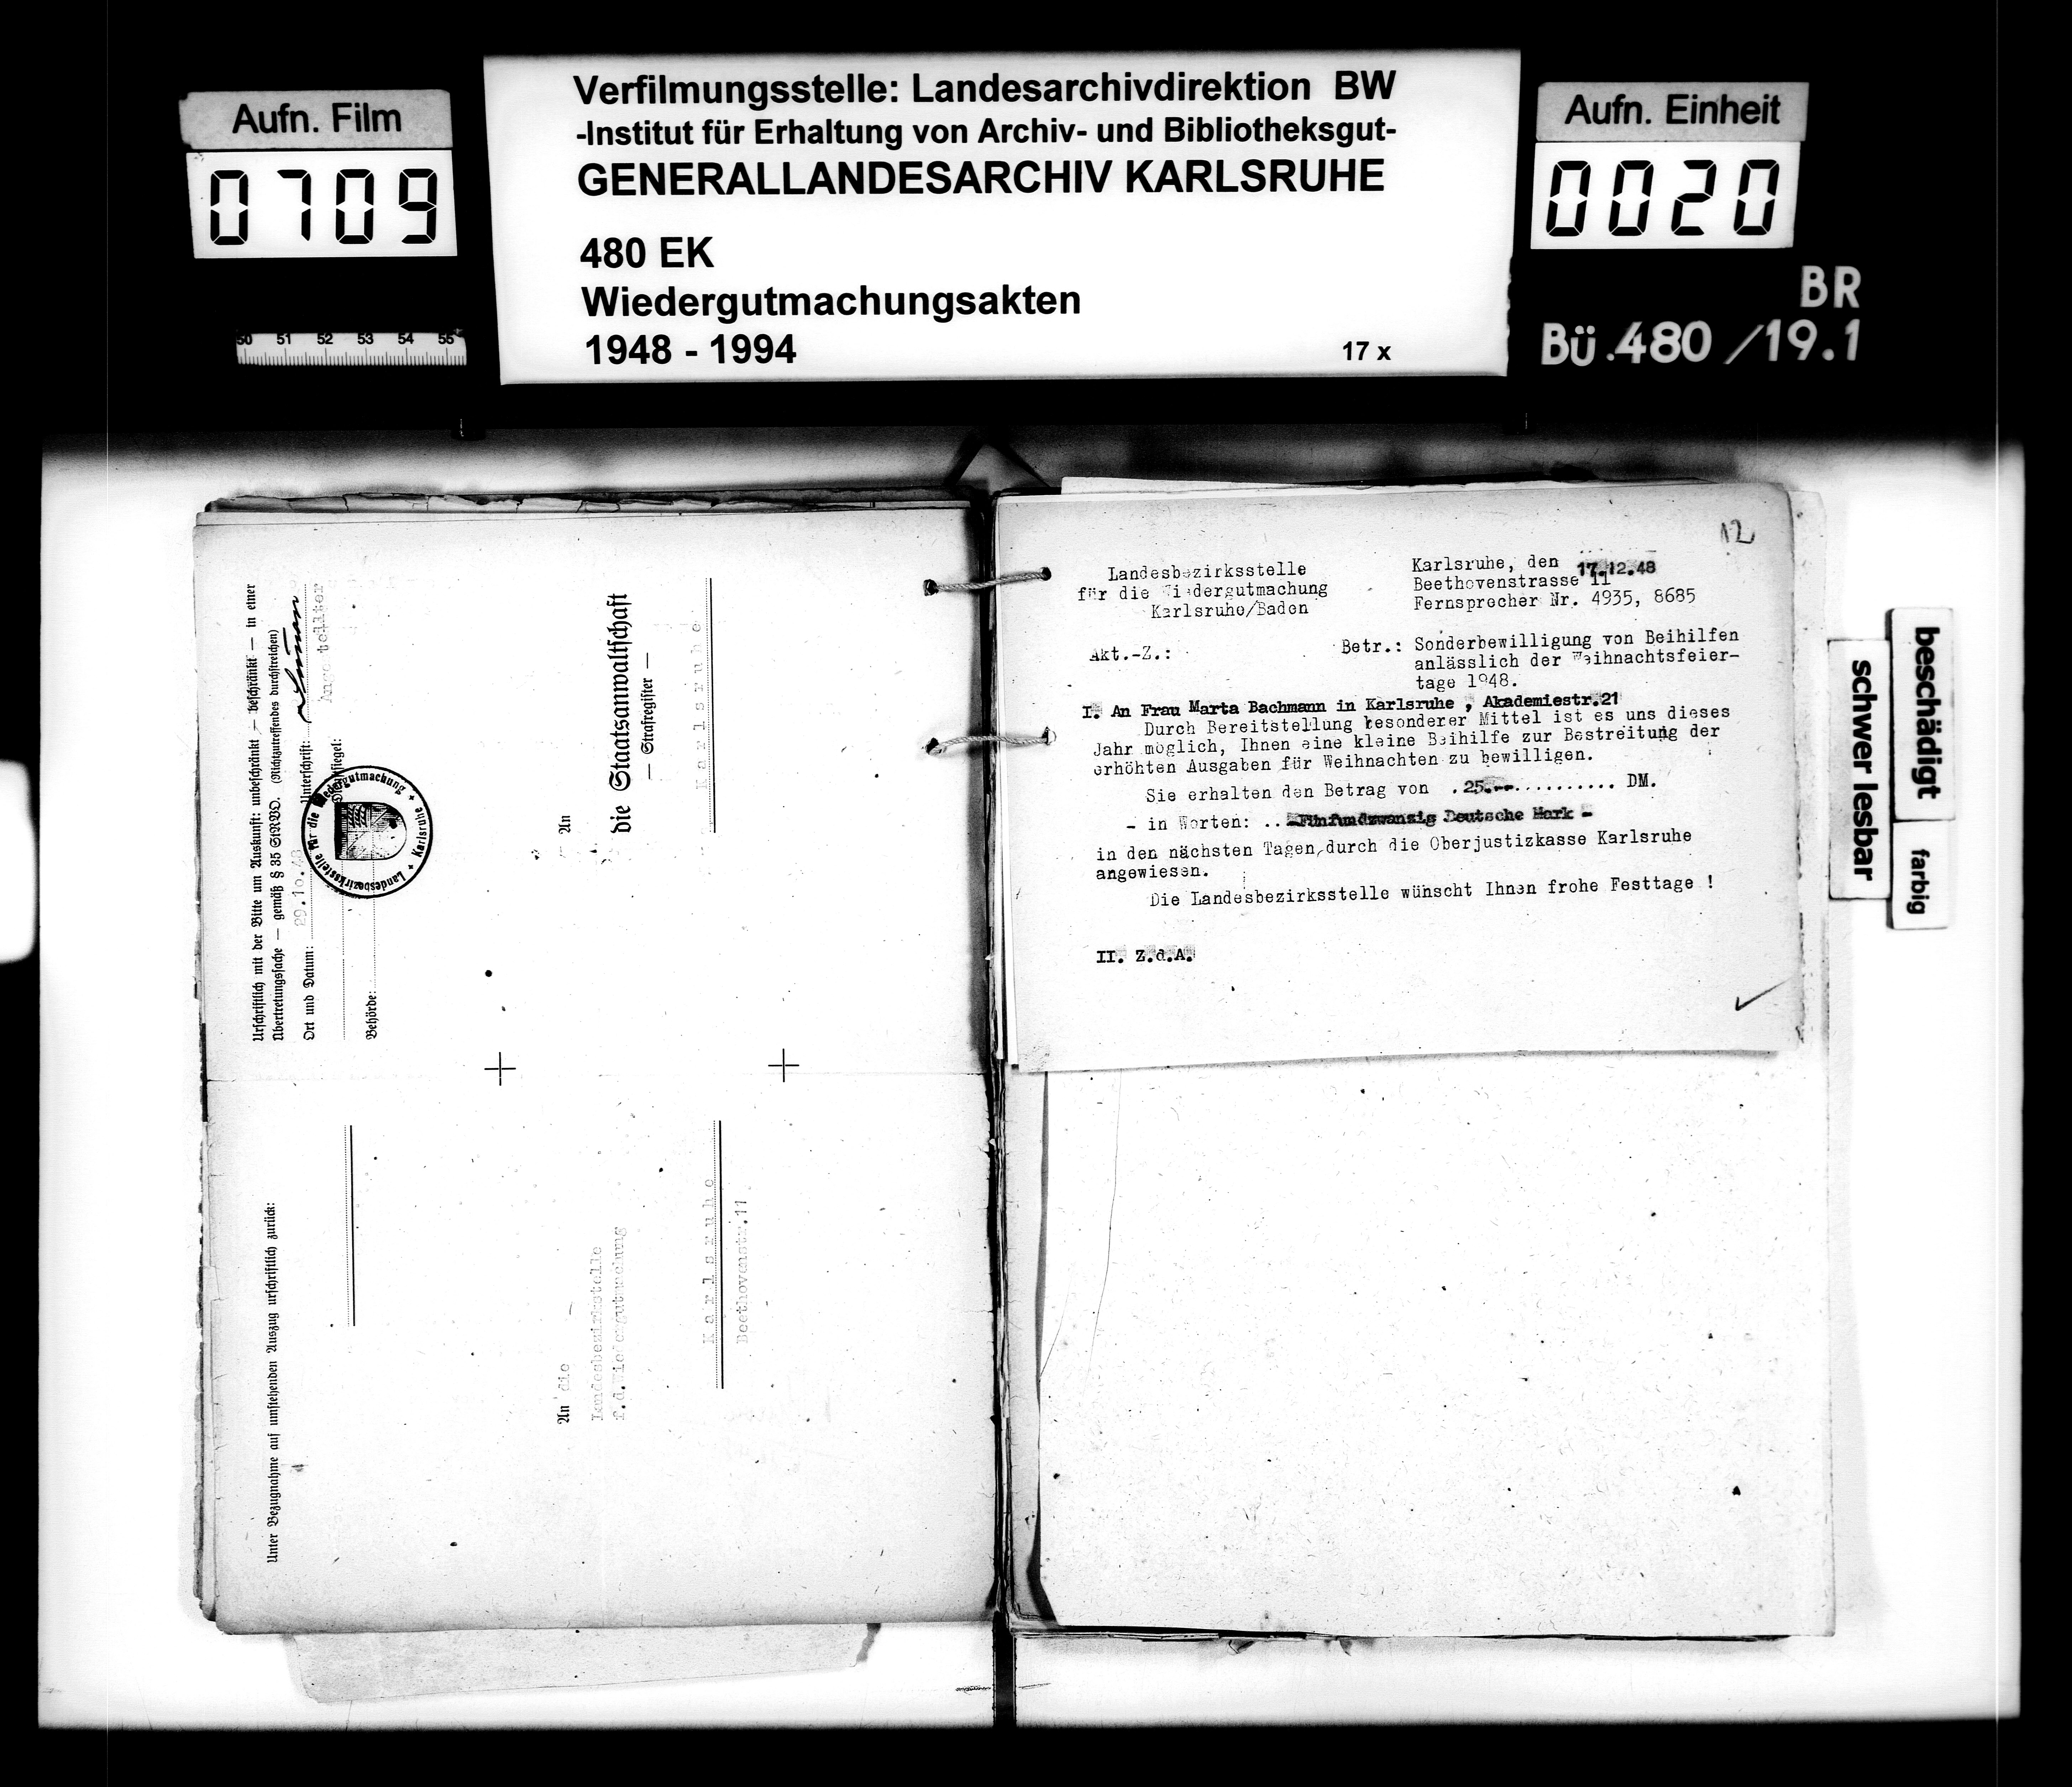 Aufn. Film
0709
Verfilmungsstelle: Landesarchivdirektion BW
-Institut für Erhaltung von Archiv- und Bibliotheksgut-
GENERALLANDESARCHIV KARLSRUHE
480 EK
Wiedergutmachungsakten
1948 - 1994
17 x
Aufn. Einheit
0020
BR
Bü.480/19.1
50 51 52 53 54 55
Urschriftlich mit der Bitte um Auskunft: unbeschränkt — beschränkt — in einer
Übertretungssache — gemäß § 35 StRVO. (Nichtzutreffendes durchstreichen)
Ort und Datum: 29.10.48 Unterschrift:
Angestellter
Behörde:
Landesbezirksstelle für die Wiedergutmachung + Karlsruhe +
An
die Staatsanwaltschaft
— Strafregister —
Karlsruhe
Unter Bezugnahme auf umstehenden Auszug urschriftlich zurück:
An die
Landesbezirkstelle
f.d.Wiedergutmachung
Karlsruhe
Beethovenstr.11
12
Landesbezirksstelle
für die Wiedergutmachung
Karlsruhe/Baden
Karlsruhe, den 17.12.48
Beethovenstrasse 11
Fernsprecher Nr. 4935, 8685
Akt.-Z.:
Betr.: Sonderbewilligung von Beihilfen
anlässlich der Weihnachtsfeier-
tage 1948.
I. An Frau Marta Bachmann in Karlsruhe , Akademiestr.21
Durch Bereitstellung besonderer Mittel ist es uns dieses
Jahr möglich, Ihnen eine kleine Beihilfe zur Bestreitung der
erhöhten Ausgaben für Weihnachten zu bewilligen.
Sie erhalten den Betrag von .25.--.......... DM.
- in Worten: ..-Fünfundzwanzig Deutsche Mark -
in den nächsten Tagen durch die Oberjustizkasse Karlsruhe
angewiesen.
Die Landesbezirksstelle wünscht Ihnen frohe Festtage !
II. Z.d.A.
beschädigt
schwer lesbar
farbig